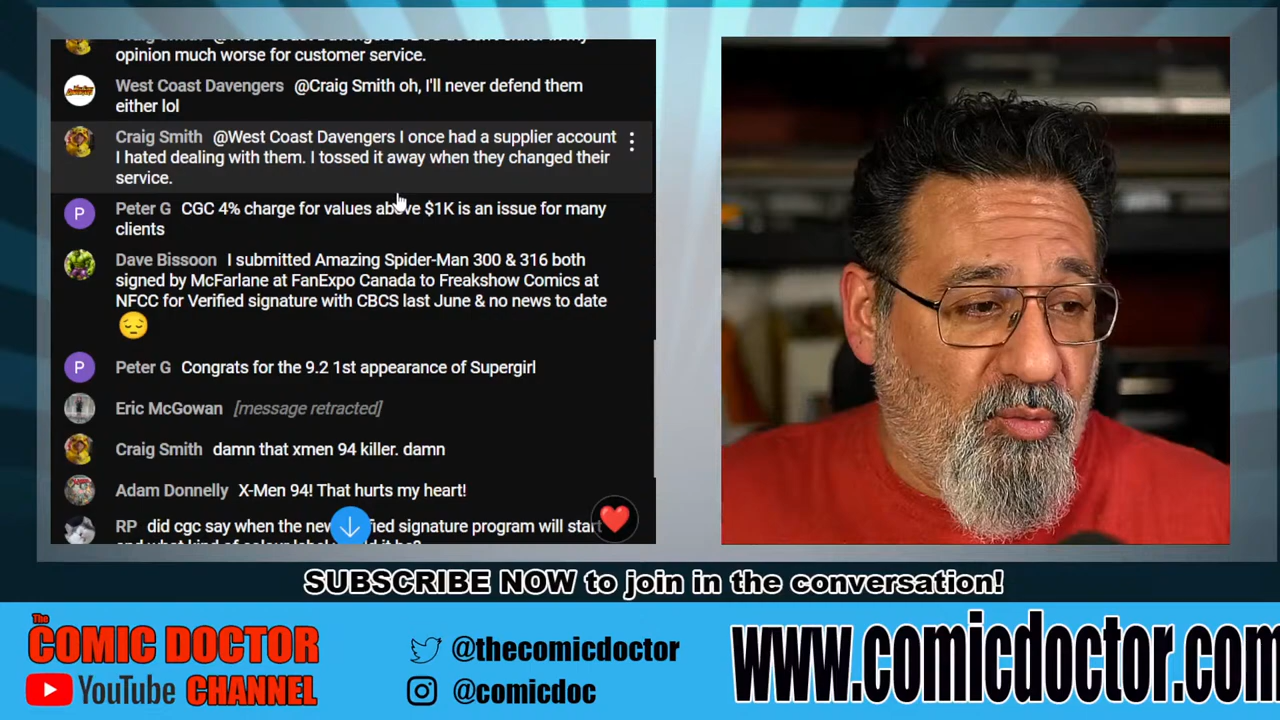 opinion much worse for customer service.
West Coast Davengers @Craig Smith oh, I'll never defend them
either lol
Craig Smith @West Coast Davengers I once had a supplier account
I hated dealing with them. I tossed it away when they changed their
service.
P
Peter G CGC 4% charge for values above $1K is an issue for many
clients
Dave Bissoon I submitted Amazing Spider-Man 300 & 316 both
signed by McFarlane at FanExpo Canada to Freakshow Comics at
NFCC for Verified signature with CBCS last June & no news to date
P
Peter G Congrats for the 9.2 1st appearance of Supergirl
Eric McGowan [message retracted]
Craig Smith damn that xmen 94 killer. damn
Adam Donnelly X-Men 94! That hurts my heart!
RP did cgc say when the new signature program will start
SUBSCRIBE NOW to join in the conversation!
The
COMIC DOCTOR
YouTube CHANNEL
@thecomicdoctor
@comicdoc
www.comicdoctor.com